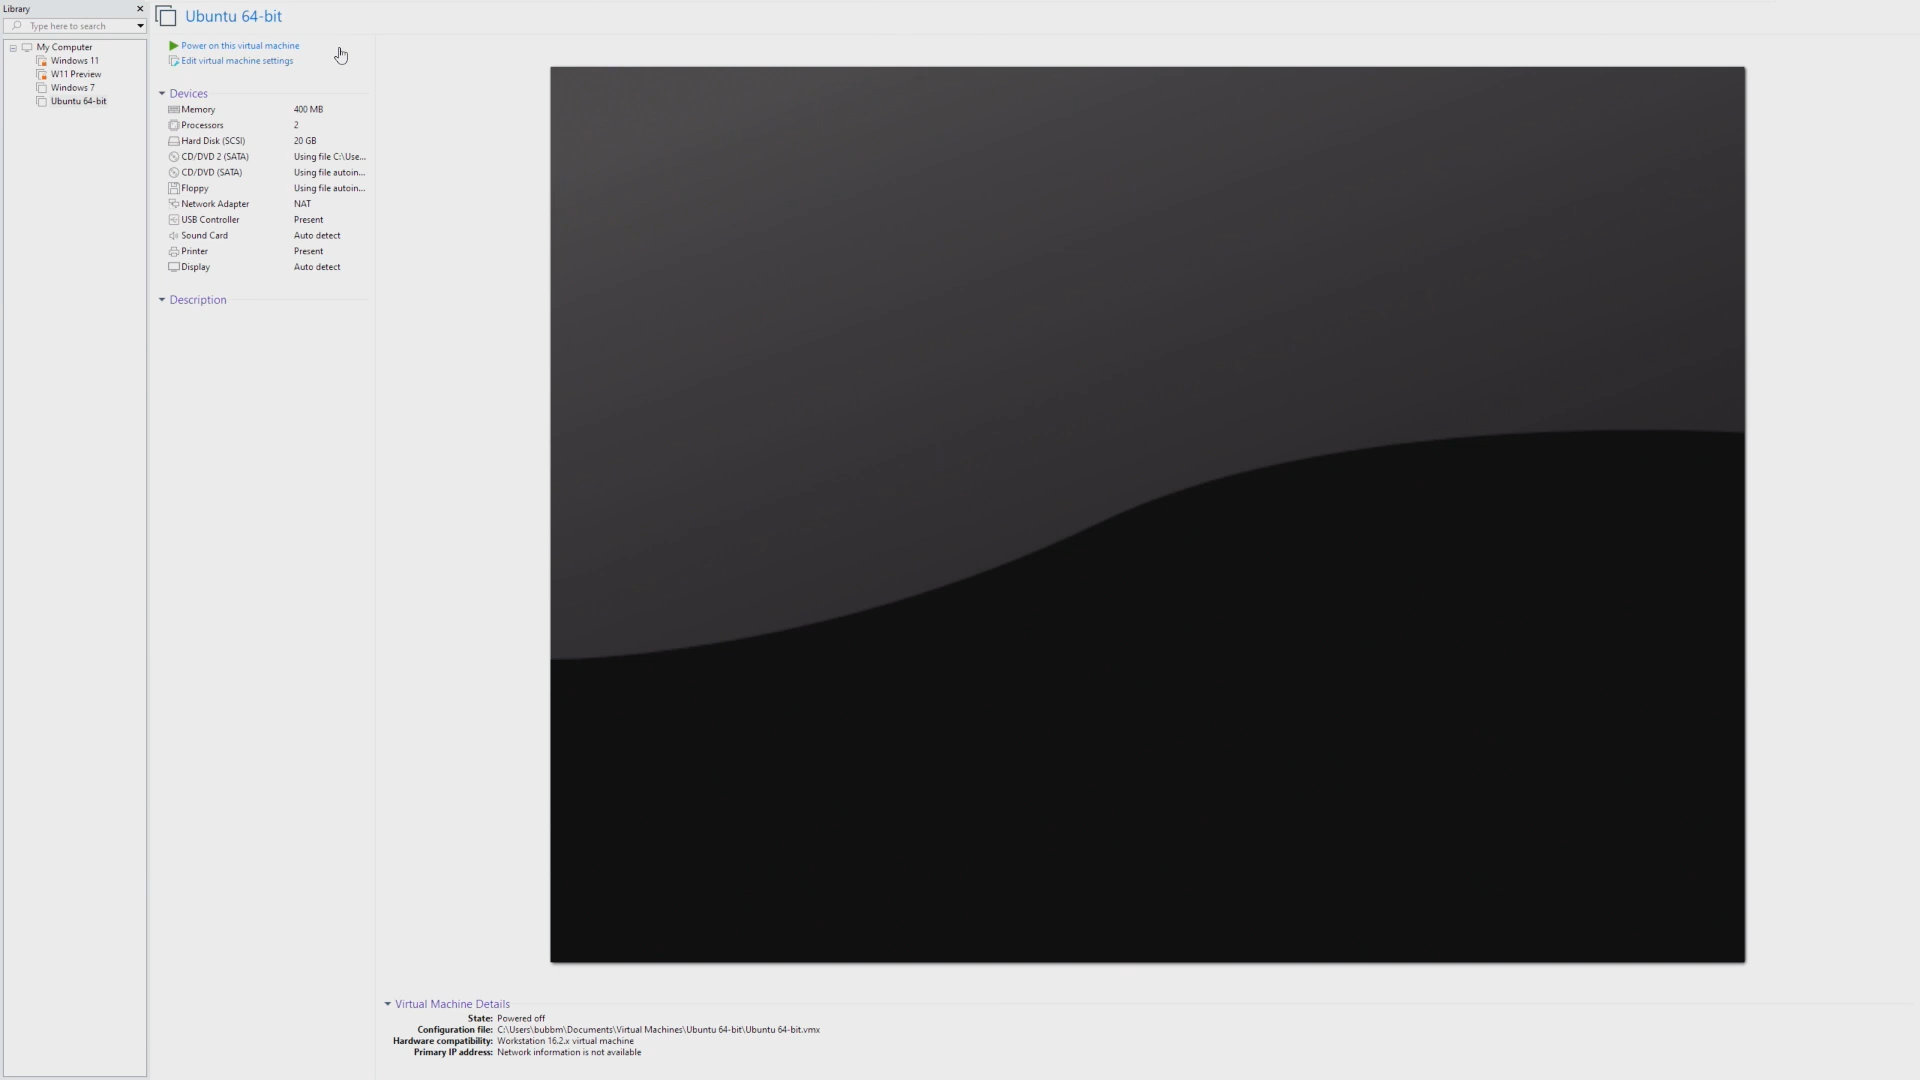 Library
Type here to search
My Computer
Windows 11
W11 Preview
Windows 7
Ubuntu 64-bit
Ubuntu 64-bit
Power on this virtual machine
Edit virtual machine settings
Devices
Memory 400 MB
Processors 2
Hard Disk (SCSI) 20 GB
CD/DVD 2 (SATA) Using file C:\Use...
CD/DVD (SATA) Using file autoin...
Floppy Using file autoin...
Network Adapter NAT
USB Controller Present
Sound Card Auto detect
Printer Present
Display Auto detect
Description
Virtual Machine Details
State: Powered off
Configuration file: C:\Users\bubbm\Documents\Virtual Machines\Ubuntu 64-bit\Ubuntu 64-bit.vmx
Hardware compatibility: Workstation 16.2.x virtual machine
Primary IP address: Network information is not available